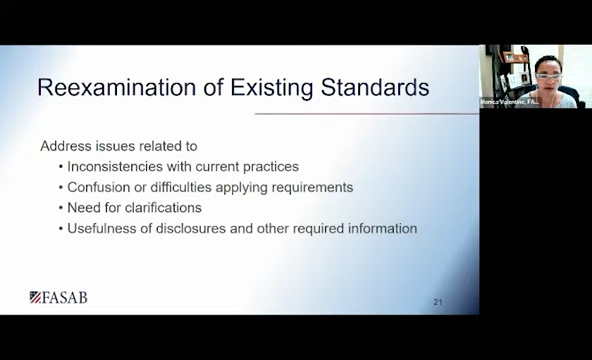 Reexamination of Existing Standards
Address issues related to
• Inconsistencies with current practices
• Confusion or difficulties applying requirements
• Need for clarifications
• Usefulness of disclosures and other required information
FASAB
21
Monica Valentine, FA...